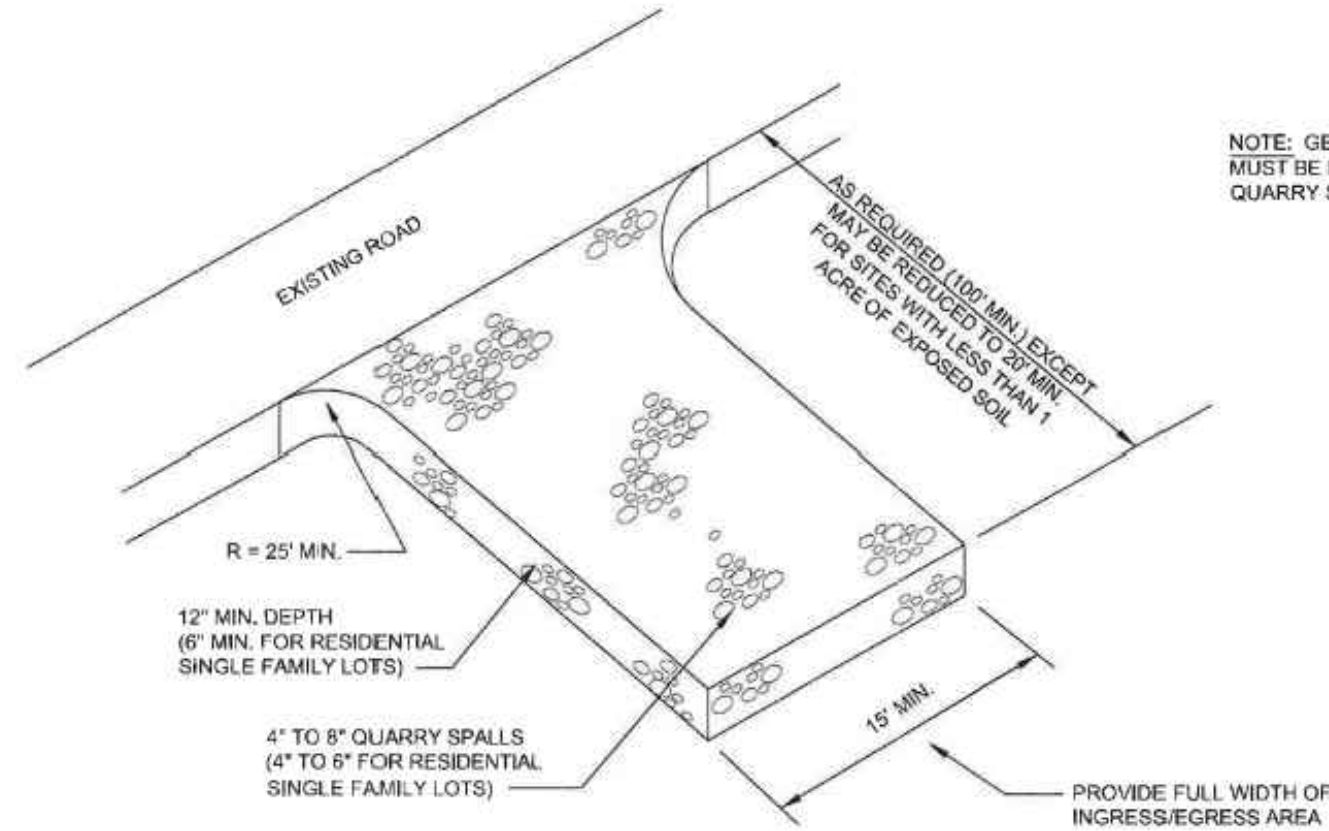 NOTE:
MUST BE
QUARRY
EXISTING ROAD
AS REQUIRED (100' MIN.) EXCEPT
MAY BE REDUCED TO 20' MIN.
FOR SITES WITH LESS THAN 1
ACRE OF EXPOSED SOIL
R = 25' MIN.
12" MIN. DEPTH
(6" MIN. FOR RESIDENTIAL
SINGLE FAMILY LOTS)
4" TO 8" QUARRY SPALLS
(4" TO 6" FOR RESIDENTIAL
SINGLE FAMILY LOTS)
15' MIN.
PROVIDE FULL WIDTH OF
INGRESS/EGRESS AREA